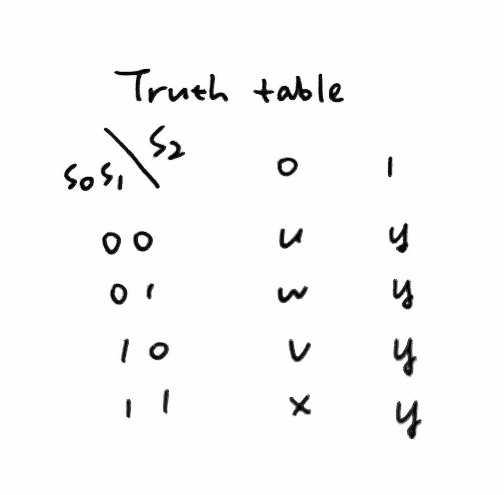 Truth table
S2
S0S1 0 1
00 u y
01 w y
10 v y
11 x y